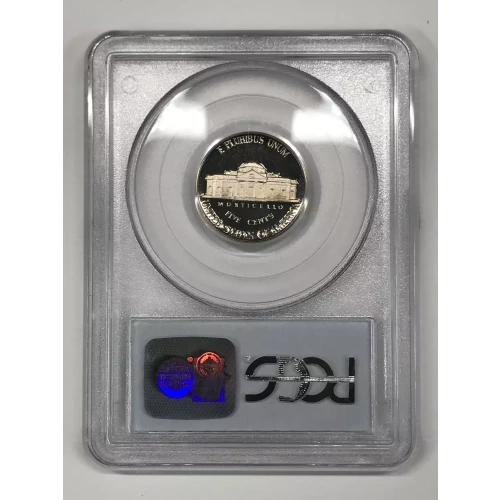 E PLURIBUS UNUM
MONTICELLO
FIVE CENTS
UNITED STATES OF AMERICA
PCGS